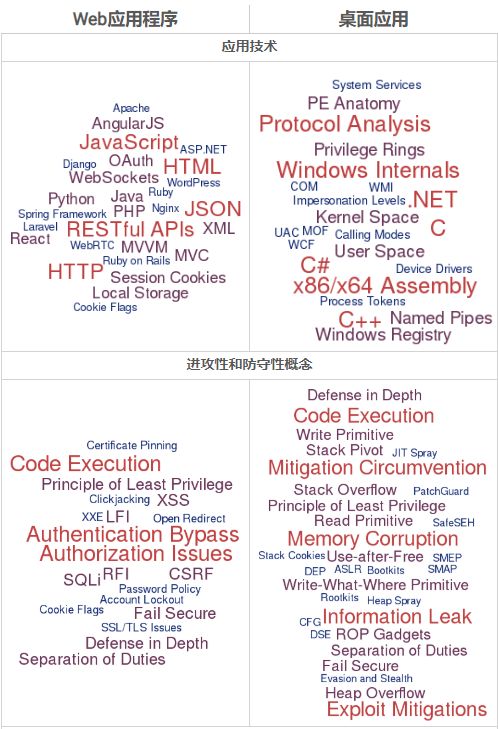 Web应用程序
桌面应用
应用技术
Apache
AngularJS
JavaScript
ASP.NET
Django
OAuth
HTML
WebSockets
WordPress
Python
Java
Ruby
Spring Framework
PHP
Nginx
JSON
Laravel
RESTful APIs
XML
React
WebRTC
MVVM
MVC
Ruby on Rails
HTTP
Session Cookies
Local Storage
Cookie Flags
System Services
PE Anatomy
Protocol Analysis
Privilege Rings
Windows Internals
COM
WMI
Impersonation Levels
.NET
Kernel Space
C
UAC
MOF
Calling Modes
WCF
User Space
C#
Device Drivers
x86/x64 Assembly
Process Tokens
C++
Named Pipes
Windows Registry
进攻性和防守性概念
Certificate Pinning
Code Execution
Principle of Least Privilege
Clickjacking
XSS
XXE
LFI
Open Redirect
Authentication Bypass
Authorization Issues
SQLi
RFI
CSRF
Password Policy
Account Lockout
Cookie Flags
Fail Secure
SSL/TLS Issues
Defense in Depth
Separation of Duties
Defense in Depth
Code Execution
Write Primitive
Stack Pivot
JIT Spray
Mitigation Circumvention
Stack Overflow
PatchGuard
Principle of Least Privilege
Read Primitive
SafeSEH
Memory Corruption
Stack Cookies
Use-after-Free
SMEP
DEP
ASLR
Bootkits
SMAP
Write-What-Where Primitive
Rootkits
Heap Spray
CFG
Information Leak
DSE
ROP Gadgets
Separation of Duties
Fail Secure
Evasion and Stealth
Heap Overflow
Exploit Mitigations